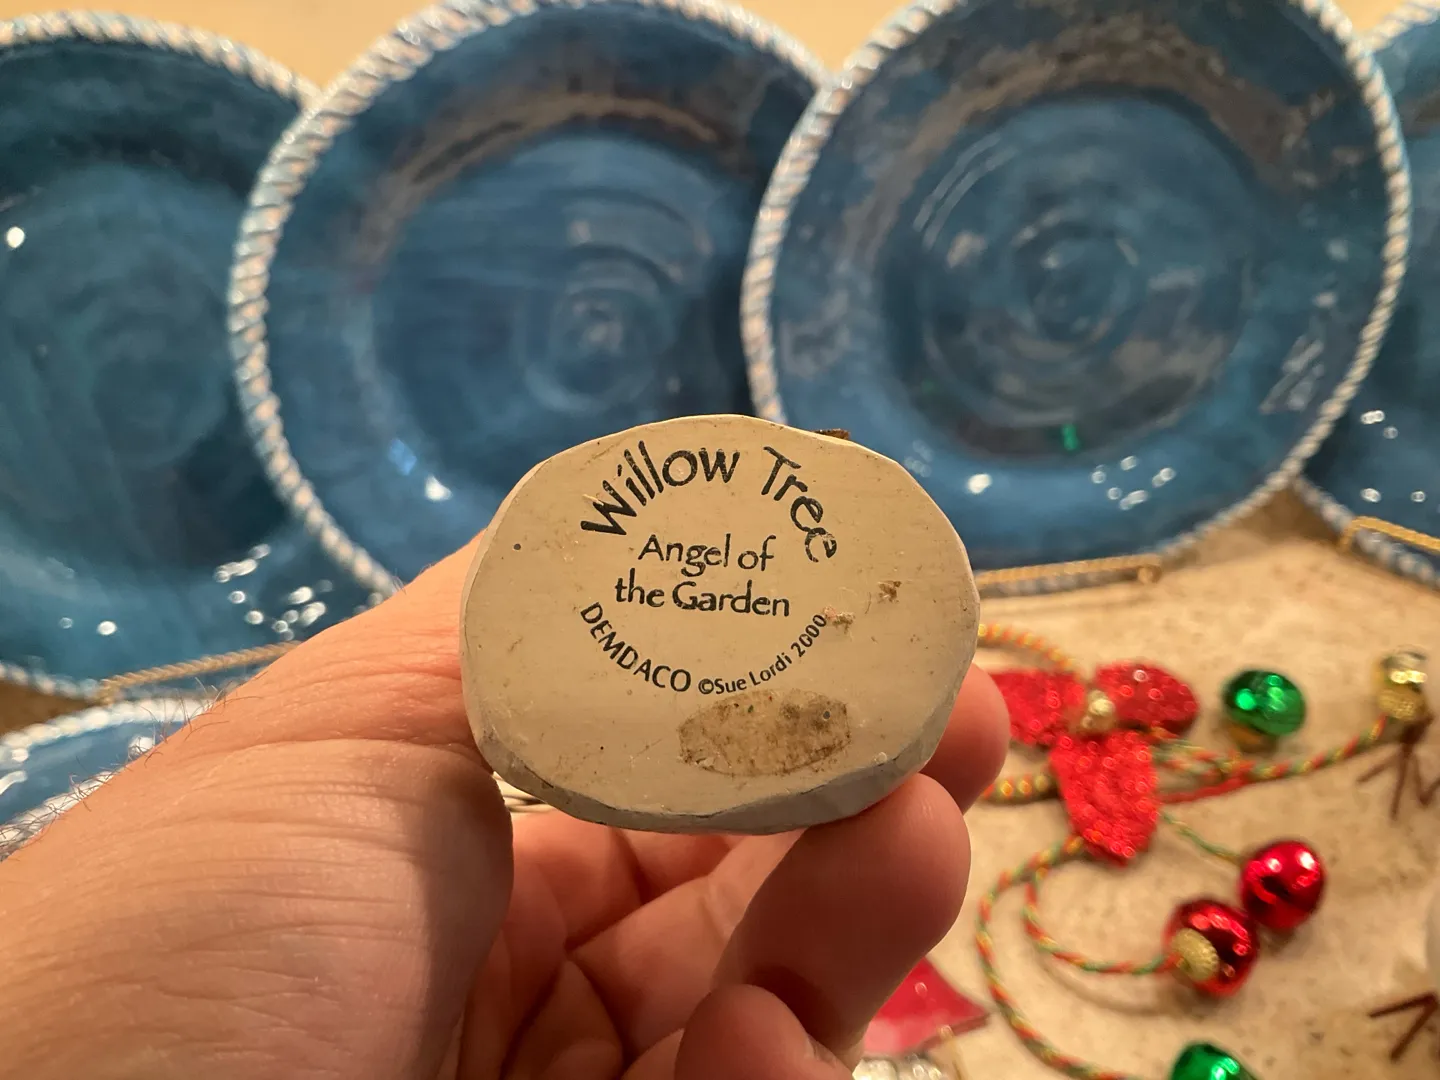 Willow Tree
Angel of
the Garden
DEMDACO ©Sue Lordi 2000